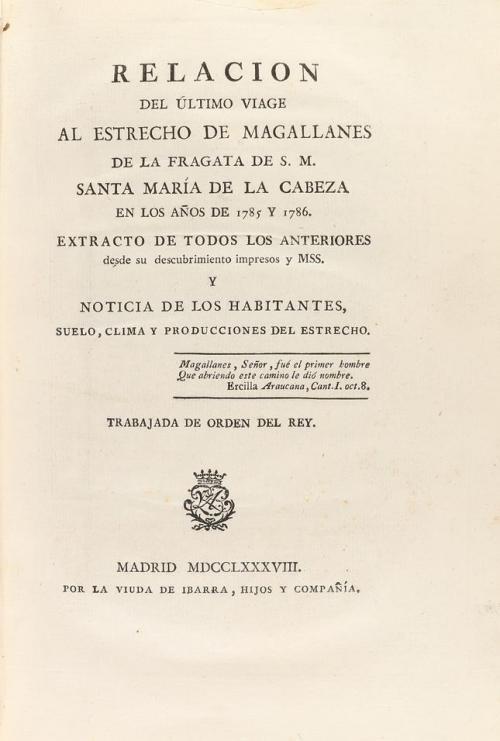 RELACION
DEL ÚLTIMO VIAGE
AL ESTRECHO DE MAGALLANES
DE LA FRAGATA DE S. M.
SANTA MARÍA DE LA CABEZA
EN LOS AÑOS DE 1785 Y 1786.
EXTRACTO DE TODOS LOS ANTERIORES
desde su descubrimiento impresos y MSS.
Y
NOTICIA DE LOS HABITANTES,
SUELO, CLIMA Y PRODUCCIONES DEL ESTRECHO.
Magallanes, Señor, fué el primer hombre
Que abriendo este camino le dió nombre.
Ercilla Araucana, Cant. I. oct. 8.
TRABAJADA DE ORDEN DEL REY.
MADRID MDCCLXXXVIII.
POR LA VIUDA DE IBARRA, HIJOS Y COMPAÑÍA.